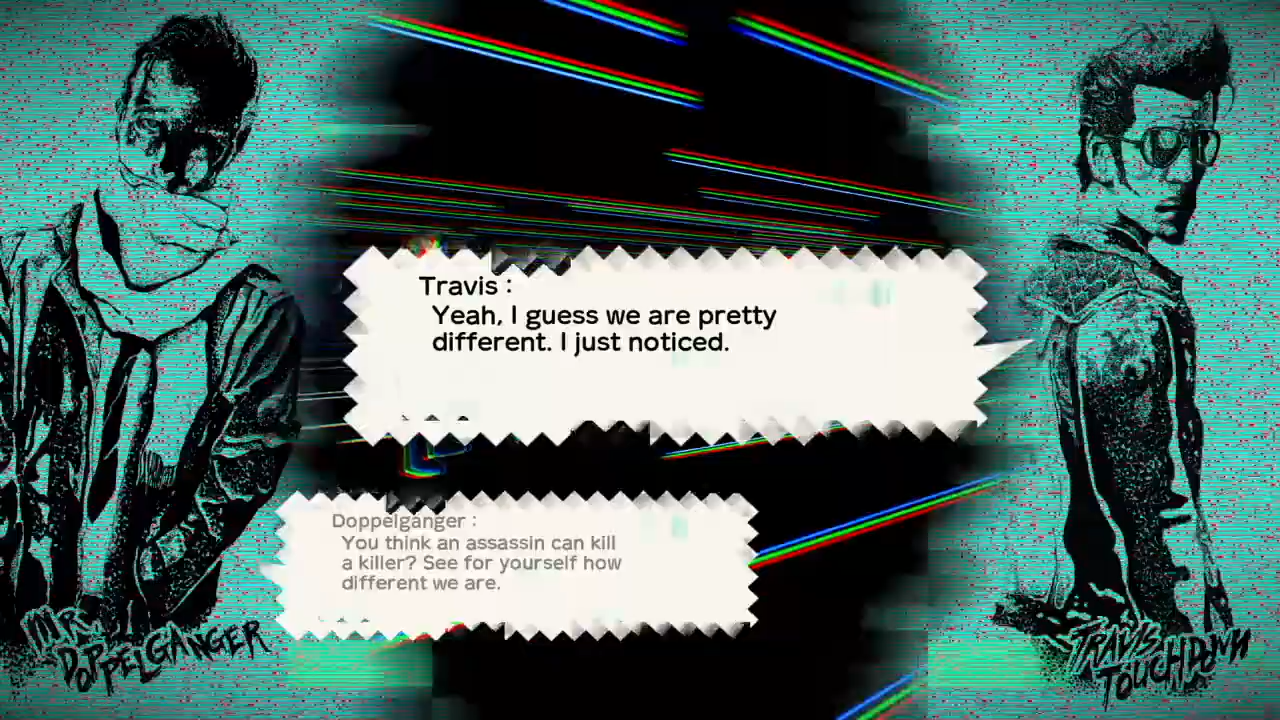 Travis :
Yeah, I guess we are pretty
different. I just noticed.
Doppelganger :
You think an assassin can kill
a killer? See for yourself how
different we are.
MR.
DOPPELGANGER
TRAVIS
TOUCHDOWN